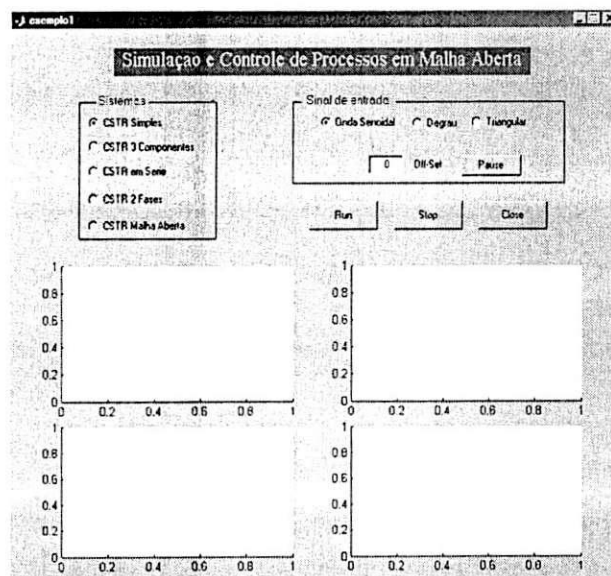 exemplo1
Simulação e Controle de Processos em Malha Aberta
Sistemas
CSTR Simples
CSTR 3 Componentes
CSTR em Serie
CSTR 2 Fases
CSTR Malha Aberta
Sinal de entrada
Onda Senoidal Degrau Triangular
0 Off-Set Pause
Run Stop Close
1
0.8
0.6
0.4
0.2
0
0 0.2 0.4 0.6 0.8 1
1
0.8
0.6
0.4
0.2
0
0 0.2 0.4 0.6 0.8 1
1
0.8
0.6
0.4
0.2
0
0 0.2 0.4 0.6 0.8 1
1
0.8
0.6
0.4
0.2
0
0 0.2 0.4 0.6 0.8 1